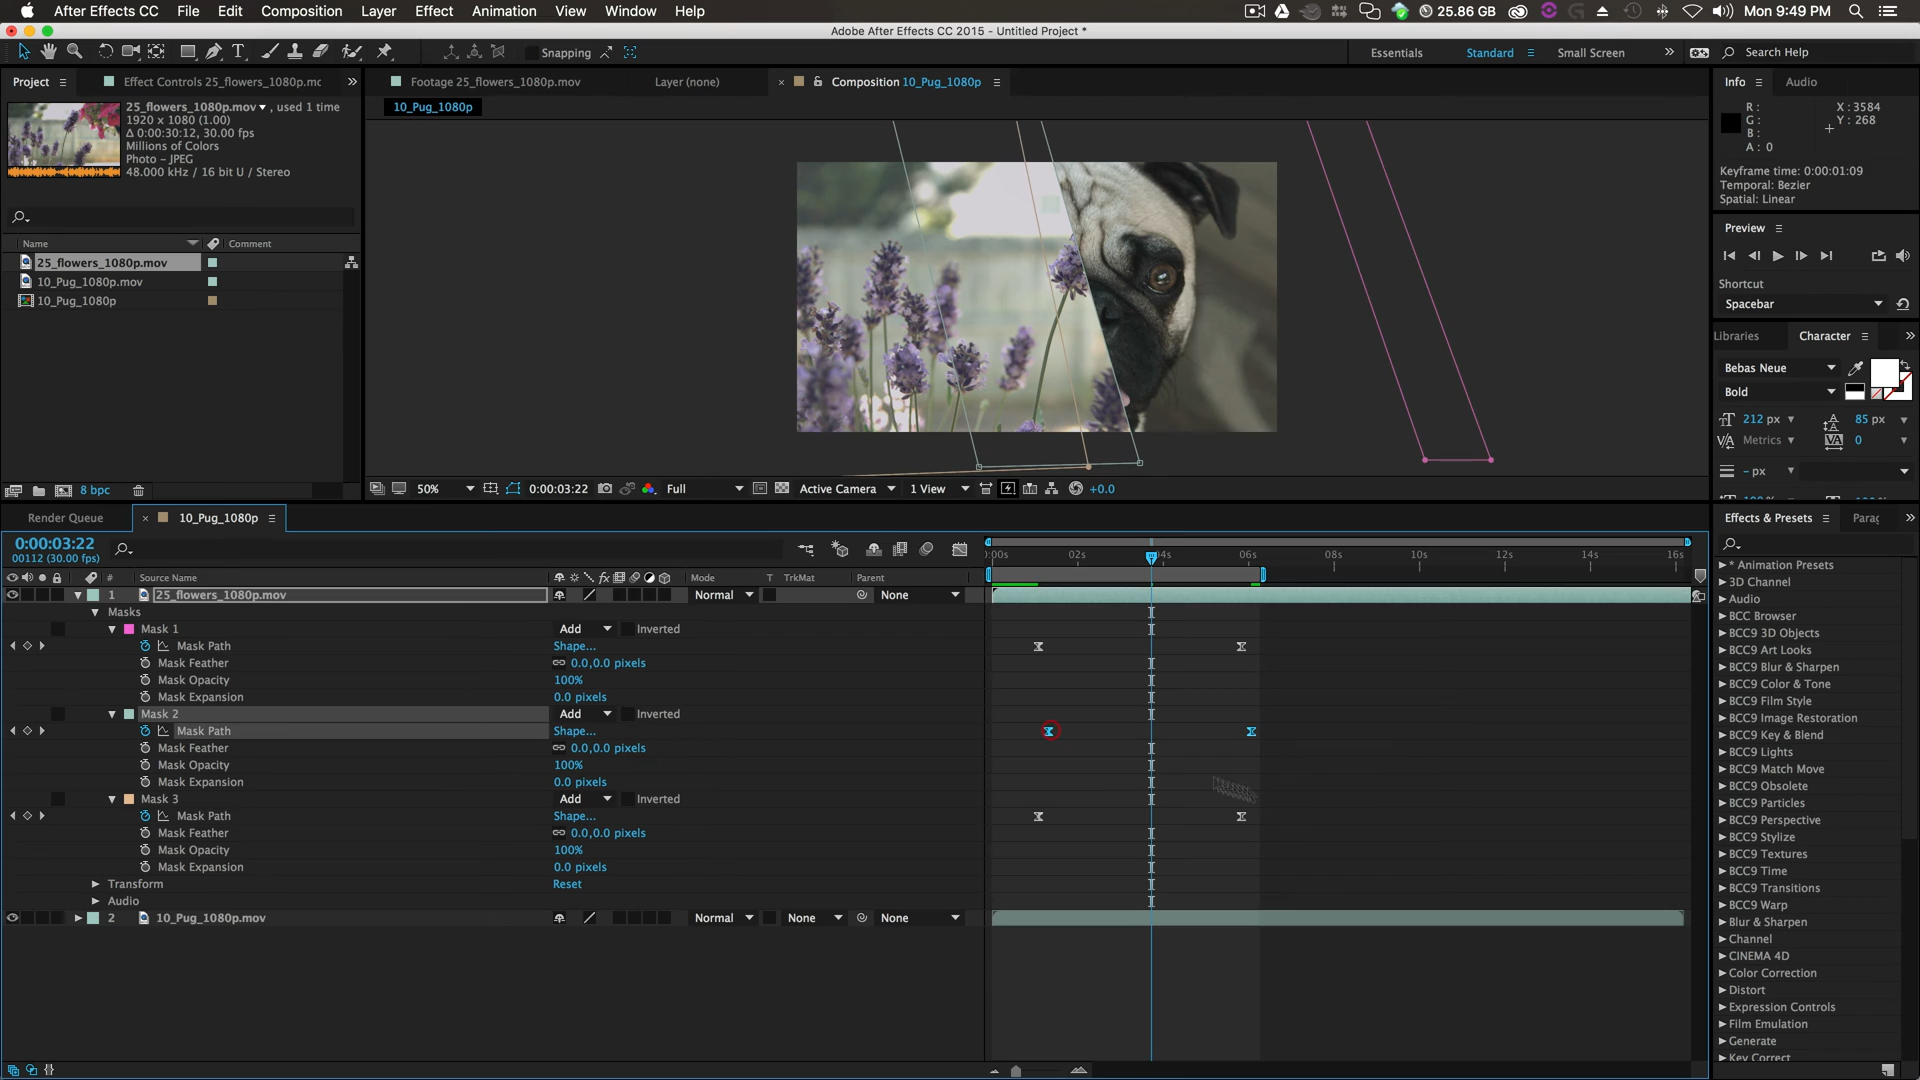 After Effects CC File Edit Composition Layer Effect Animation View Window Help 25.86 GB Mon 9:49 PM
Adobe After Effects CC 2015 - Untitled Project *
T Snapping Essentials Standard Small Screen » Search Help
Project Effect Controls 25_flowers_1080p.mc » Footage 25_flowers_1080p.mov Layer (none) × Composition 10_Pug_1080p Info Audio
10_Pug_1080p
25_flowers_1080p.mov , used 1 time
1920 x 1080 (1.00)
Δ 0:00:30:12, 30.00 fps
Millions of Colors
Photo – JPEG
48.000 kHz / 16 bit U / Stereo
R : X : 3584
G : Y : 268
B :
A : 0
Keyframe time: 0:00:01:09
Temporal: Bezier
Spatial: Linear
Preview
Shortcut
Spacebar
Name Comment
25_flowers_1080p.mov
10_Pug_1080p.mov
10_Pug_1080p
Libraries Character »
Bebas Neue
Bold
212 px 85 px
Metrics 0
– px
8 bpc 50% 0:00:03:22 Full Active Camera 1 View +0.0
Render Queue × 10_Pug_1080p
Effects & Presets Parag »
0:00:03:22
00112 (30.00 fps)
02s 06s 08s 10s 12s 14s 16s
# Source Name fx Mode T TrkMat Parent
1 25_flowers_1080p.mov Normal None
Masks
Mask 1 Add Inverted
Mask Path Shape...
Mask Feather 0.0,0.0 pixels
Mask Opacity 100%
Mask Expansion 0.0 pixels
Mask 2 Add Inverted
Mask Path Shape...
Mask Feather 0.0,0.0 pixels
Mask Opacity 100%
Mask Expansion 0.0 pixels
Mask 3 Add Inverted
Mask Path Shape...
Mask Feather 0.0,0.0 pixels
Mask Opacity 100%
Mask Expansion 0.0 pixels
Transform Reset
Audio
2 10_Pug_1080p.mov Normal None None
* Animation Presets
3D Channel
Audio
BCC Browser
BCC9 3D Objects
BCC9 Art Looks
BCC9 Blur & Sharpen
BCC9 Color & Tone
BCC9 Film Style
BCC9 Image Restoration
BCC9 Key & Blend
BCC9 Lights
BCC9 Match Move
BCC9 Obsolete
BCC9 Particles
BCC9 Perspective
BCC9 Stylize
BCC9 Textures
BCC9 Time
BCC9 Transitions
BCC9 Warp
Blur & Sharpen
Channel
CINEMA 4D
Color Correction
Distort
Expression Controls
Film Emulation
Generate
Key Correct